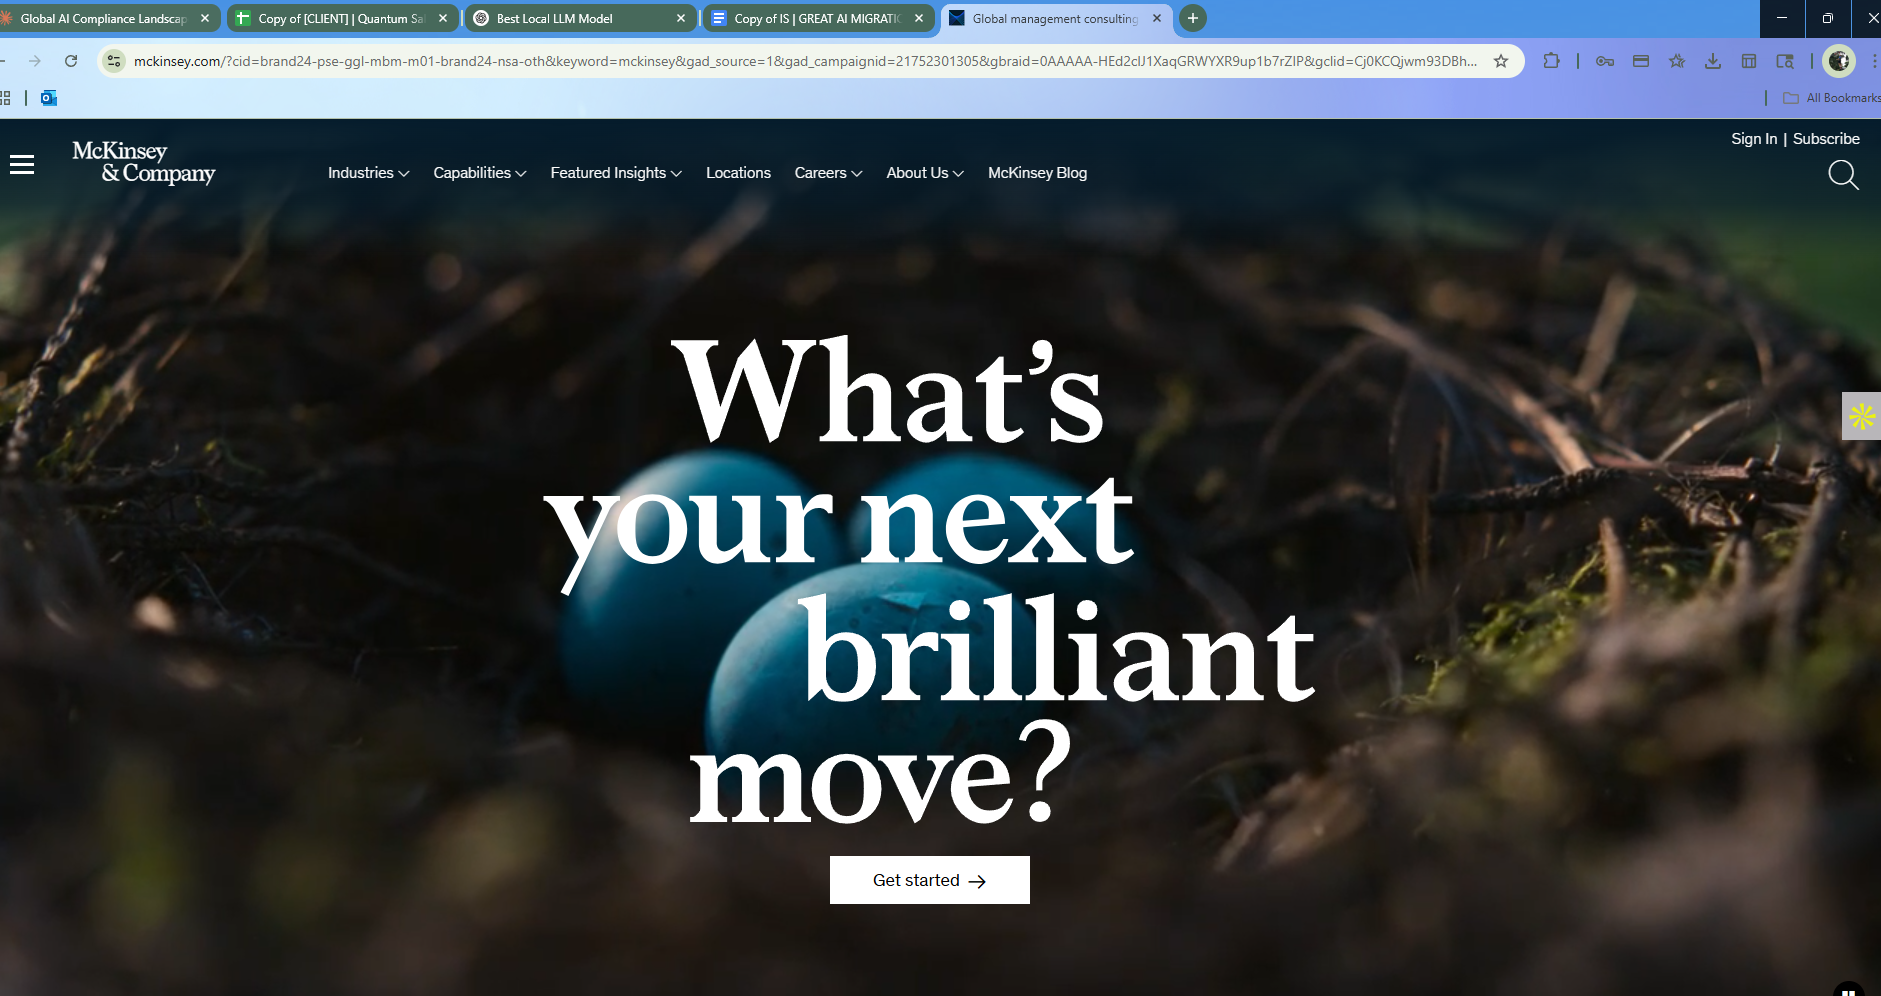 Global AI Compliance Landscap
Copy of [CLIENT] | Quantum Sal
Best Local LLM Model
Copy of IS | GREAT AI MIGRATIO
Global management consulting
mckinsey.com/?cid=brand24-pse-ggl-mbm-m01-brand24-nsa-oth&keyword=mckinsey&gad_source=1&gad_campaignid=21752301305&gbraid=0AAAAA-HEd2clJ1XaqGRWYXR9up1b7rZIP&gclid=Cj0KCQjwm93DBh...
All Bookmarks
Sign In | Subscribe
McKinsey
& Company
Industries
Capabilities
Featured Insights
Locations
Careers
About Us
McKinsey Blog
What's
your next
brilliant
move?
Get started